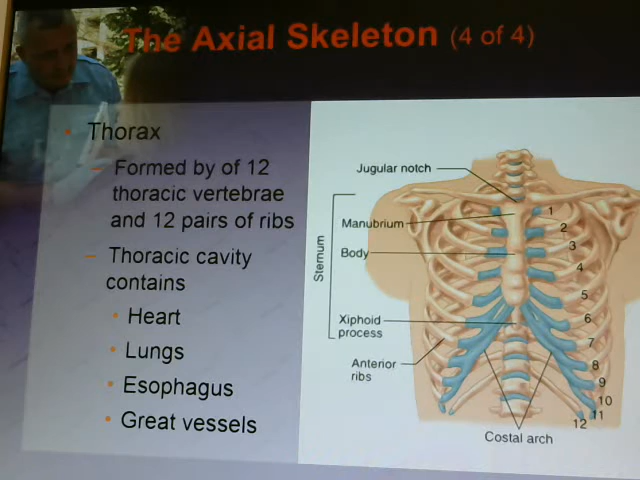 The Axial Skeleton (4 of 4)
Thorax
– Formed by of 12
thoracic vertebrae
and 12 pairs of ribs
– Thoracic cavity
contains
• Heart
• Lungs
• Esophagus
• Great vessels
Jugular notch
Manubrium
Body
Sternum
Xiphoid
process
Anterior
ribs
Costal arch
1
2
3
4
5
6
7
8
9
10
11
12